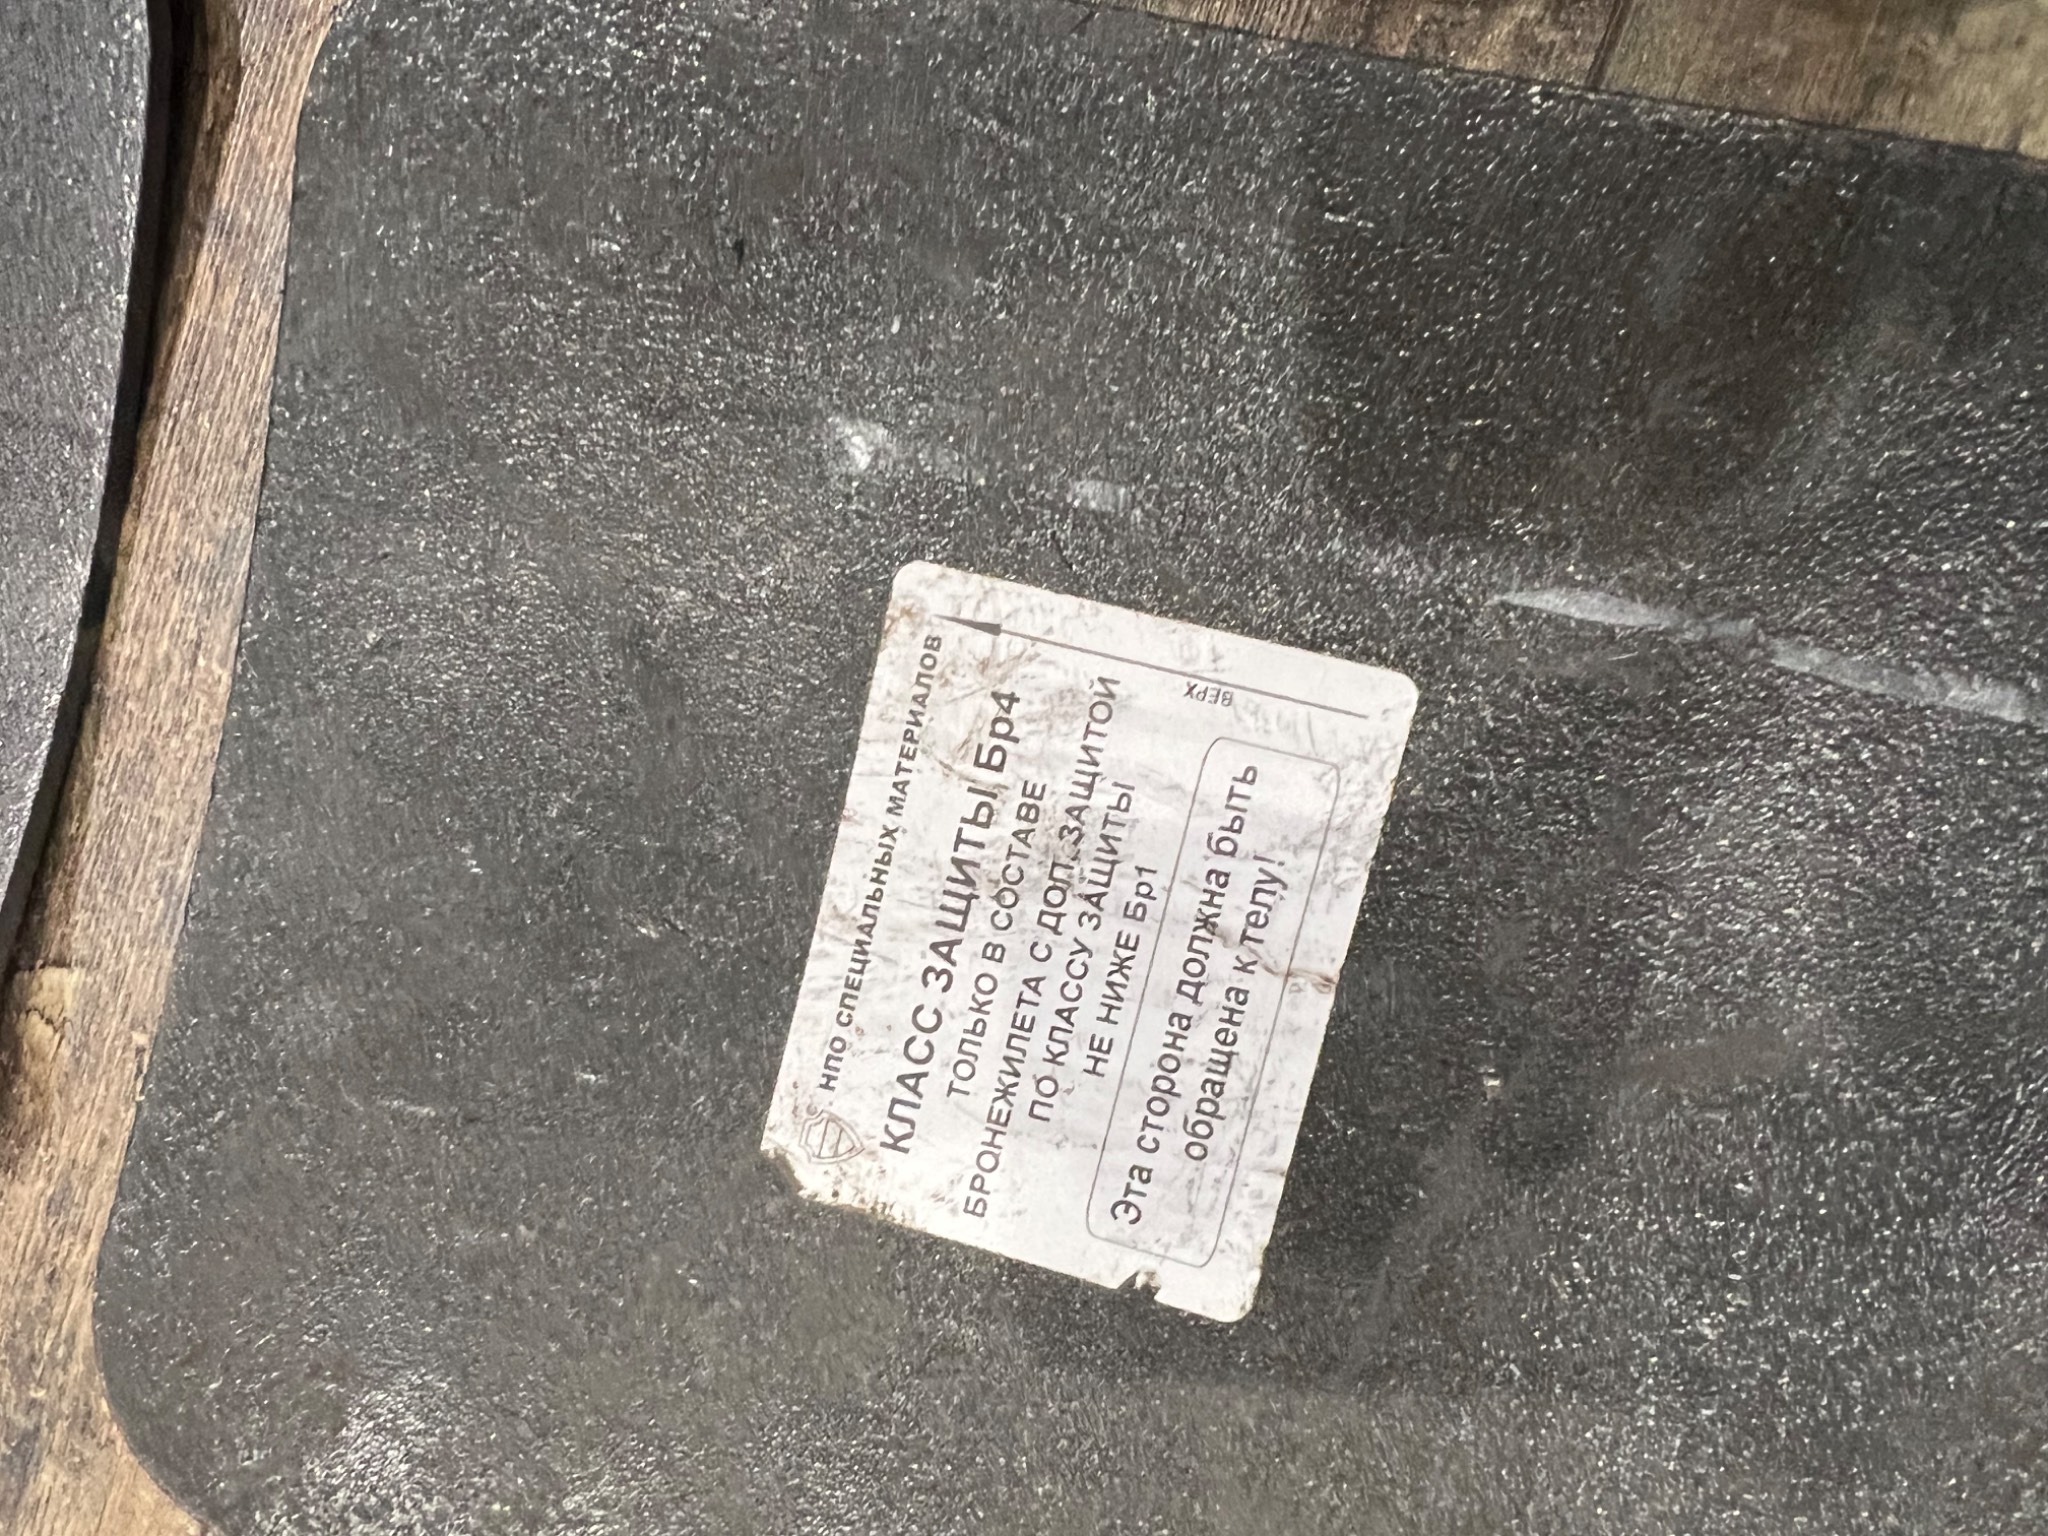 НПО СПЕЦИАЛЬНЫХ МАТЕРИАЛОВ
КЛАСС ЗАЩИТЫ Бр4
ТОЛЬКО В СОСТАВЕ
БРОНЕЖИЛЕТА С ДОП. ЗАЩИТОЙ
ПО КЛАССУ ЗАЩИТЫ
НЕ НИЖЕ Бр1
Эта сторона должна быть
обращена к телу!
ВЕРХ